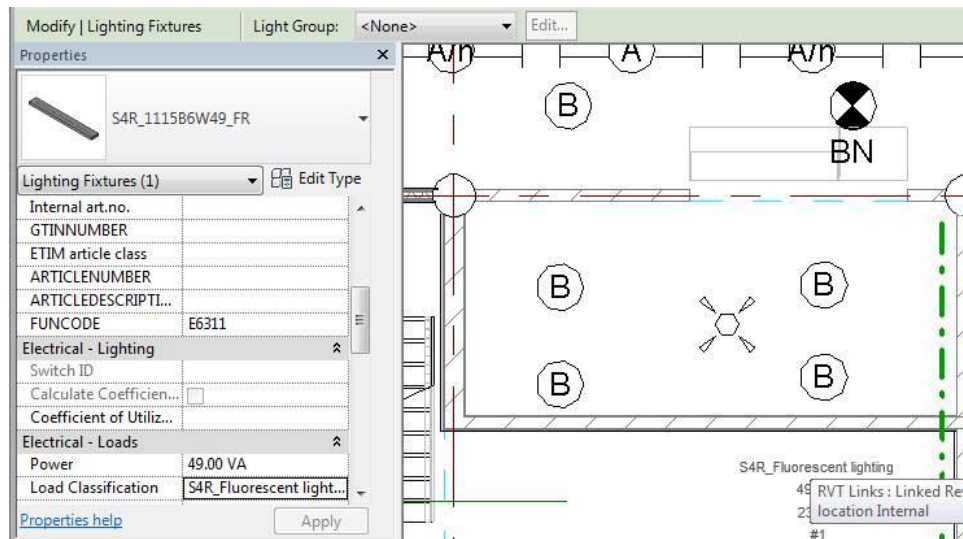 Modify | Lighting Fixtures Light Group: <None> Edit...
Properties
S4R_1115B6W49_FR
Lighting Fixtures (1) Edit Type
Internal art.no.
GTINNUMBER
ETIM article class
ARTICLENUMBER
ARTICLEDESCRIPTI...
FUNCODE E6311
Electrical - Lighting
Switch ID
Calculate Coefficien...
Coefficient of Utiliz...
Electrical - Loads
Power 49.00 VA
Load Classification S4R_Fluorescent light...
Properties help Apply
A/n A A/n
B
BN
B B
B B
S4R_Fluorescent lighting
49
23
#1
RVT Links : Linked Re
location Internal